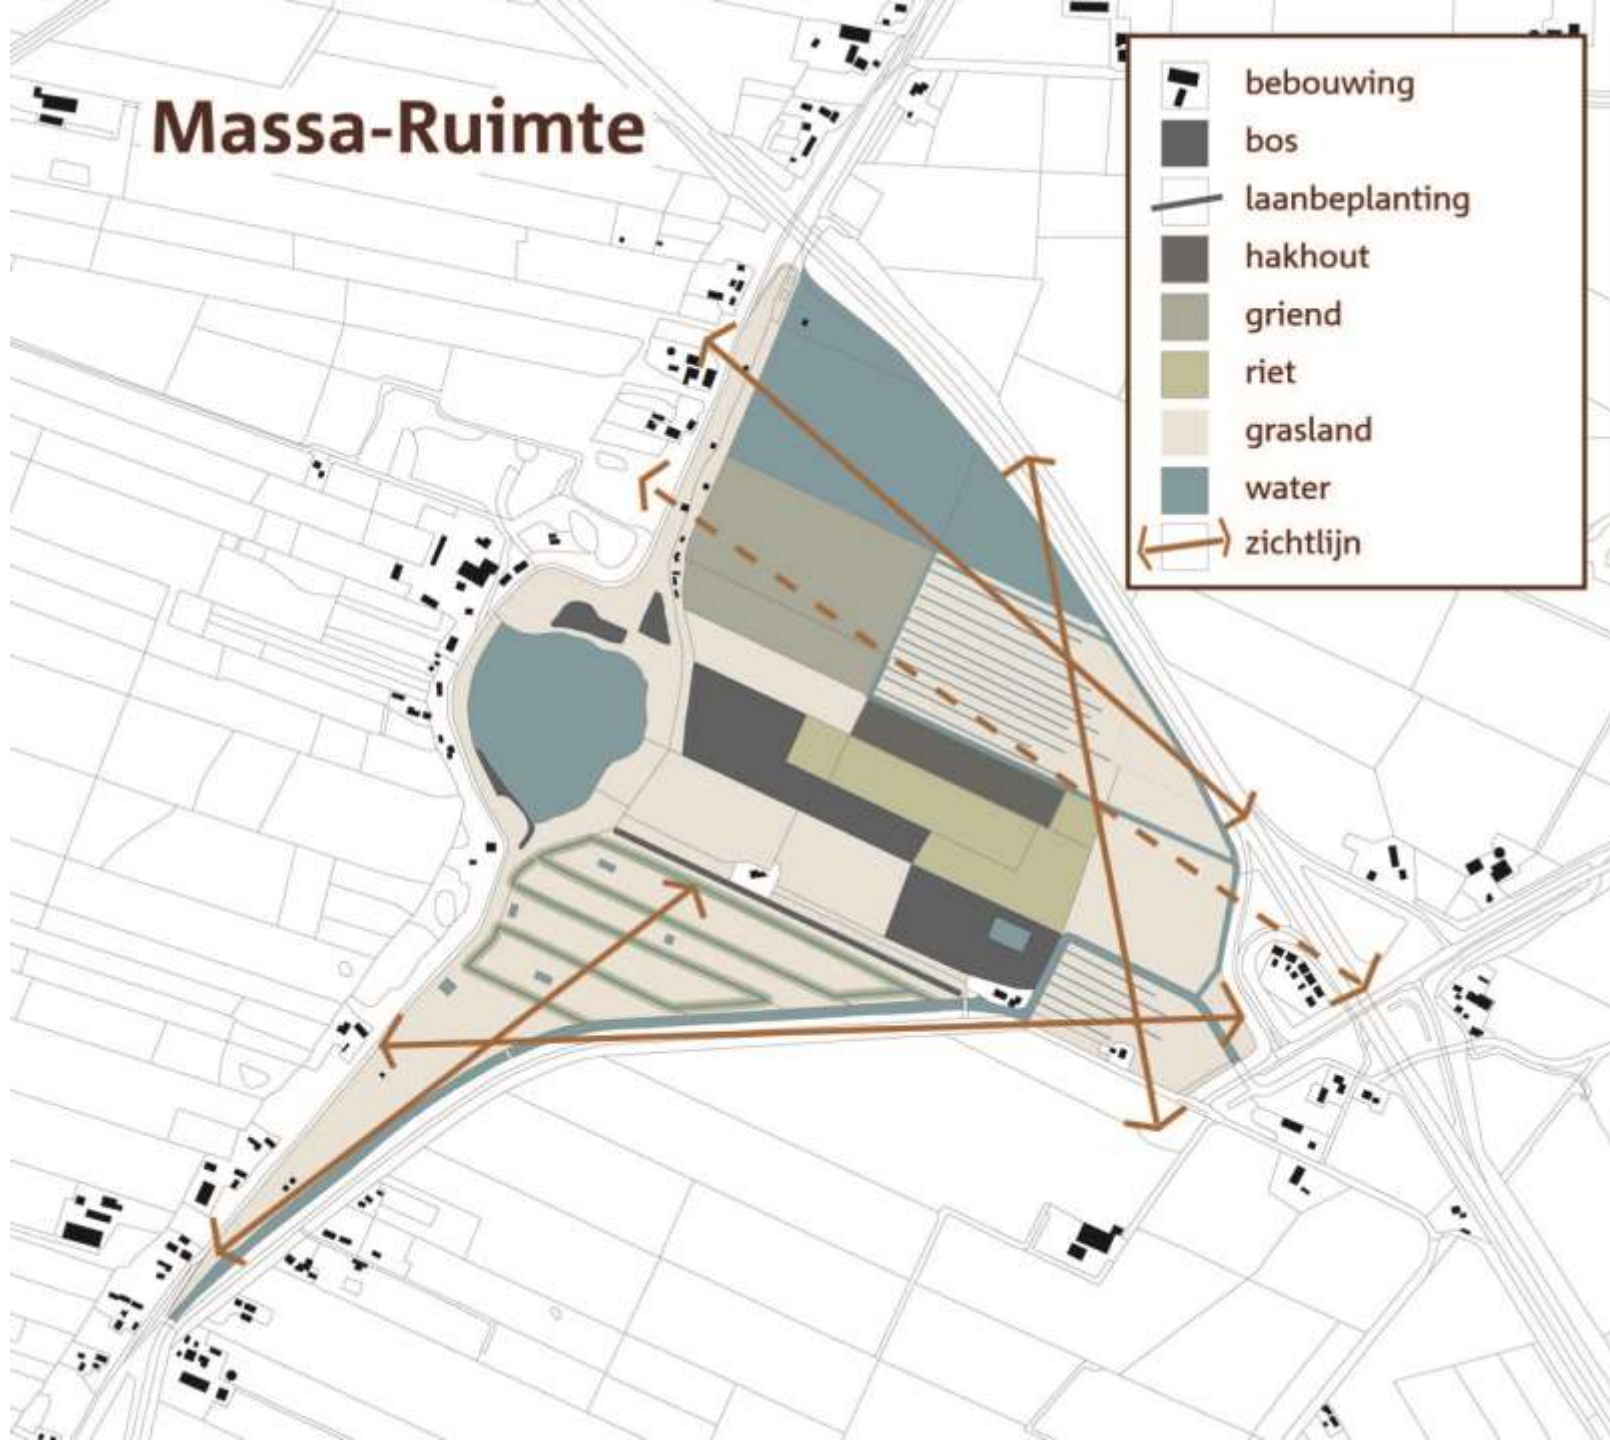 Massa-Ruimte
bebouwing
bos
laanbeplanting
hakhout
griend
riet
grasland
water
zichtlijn